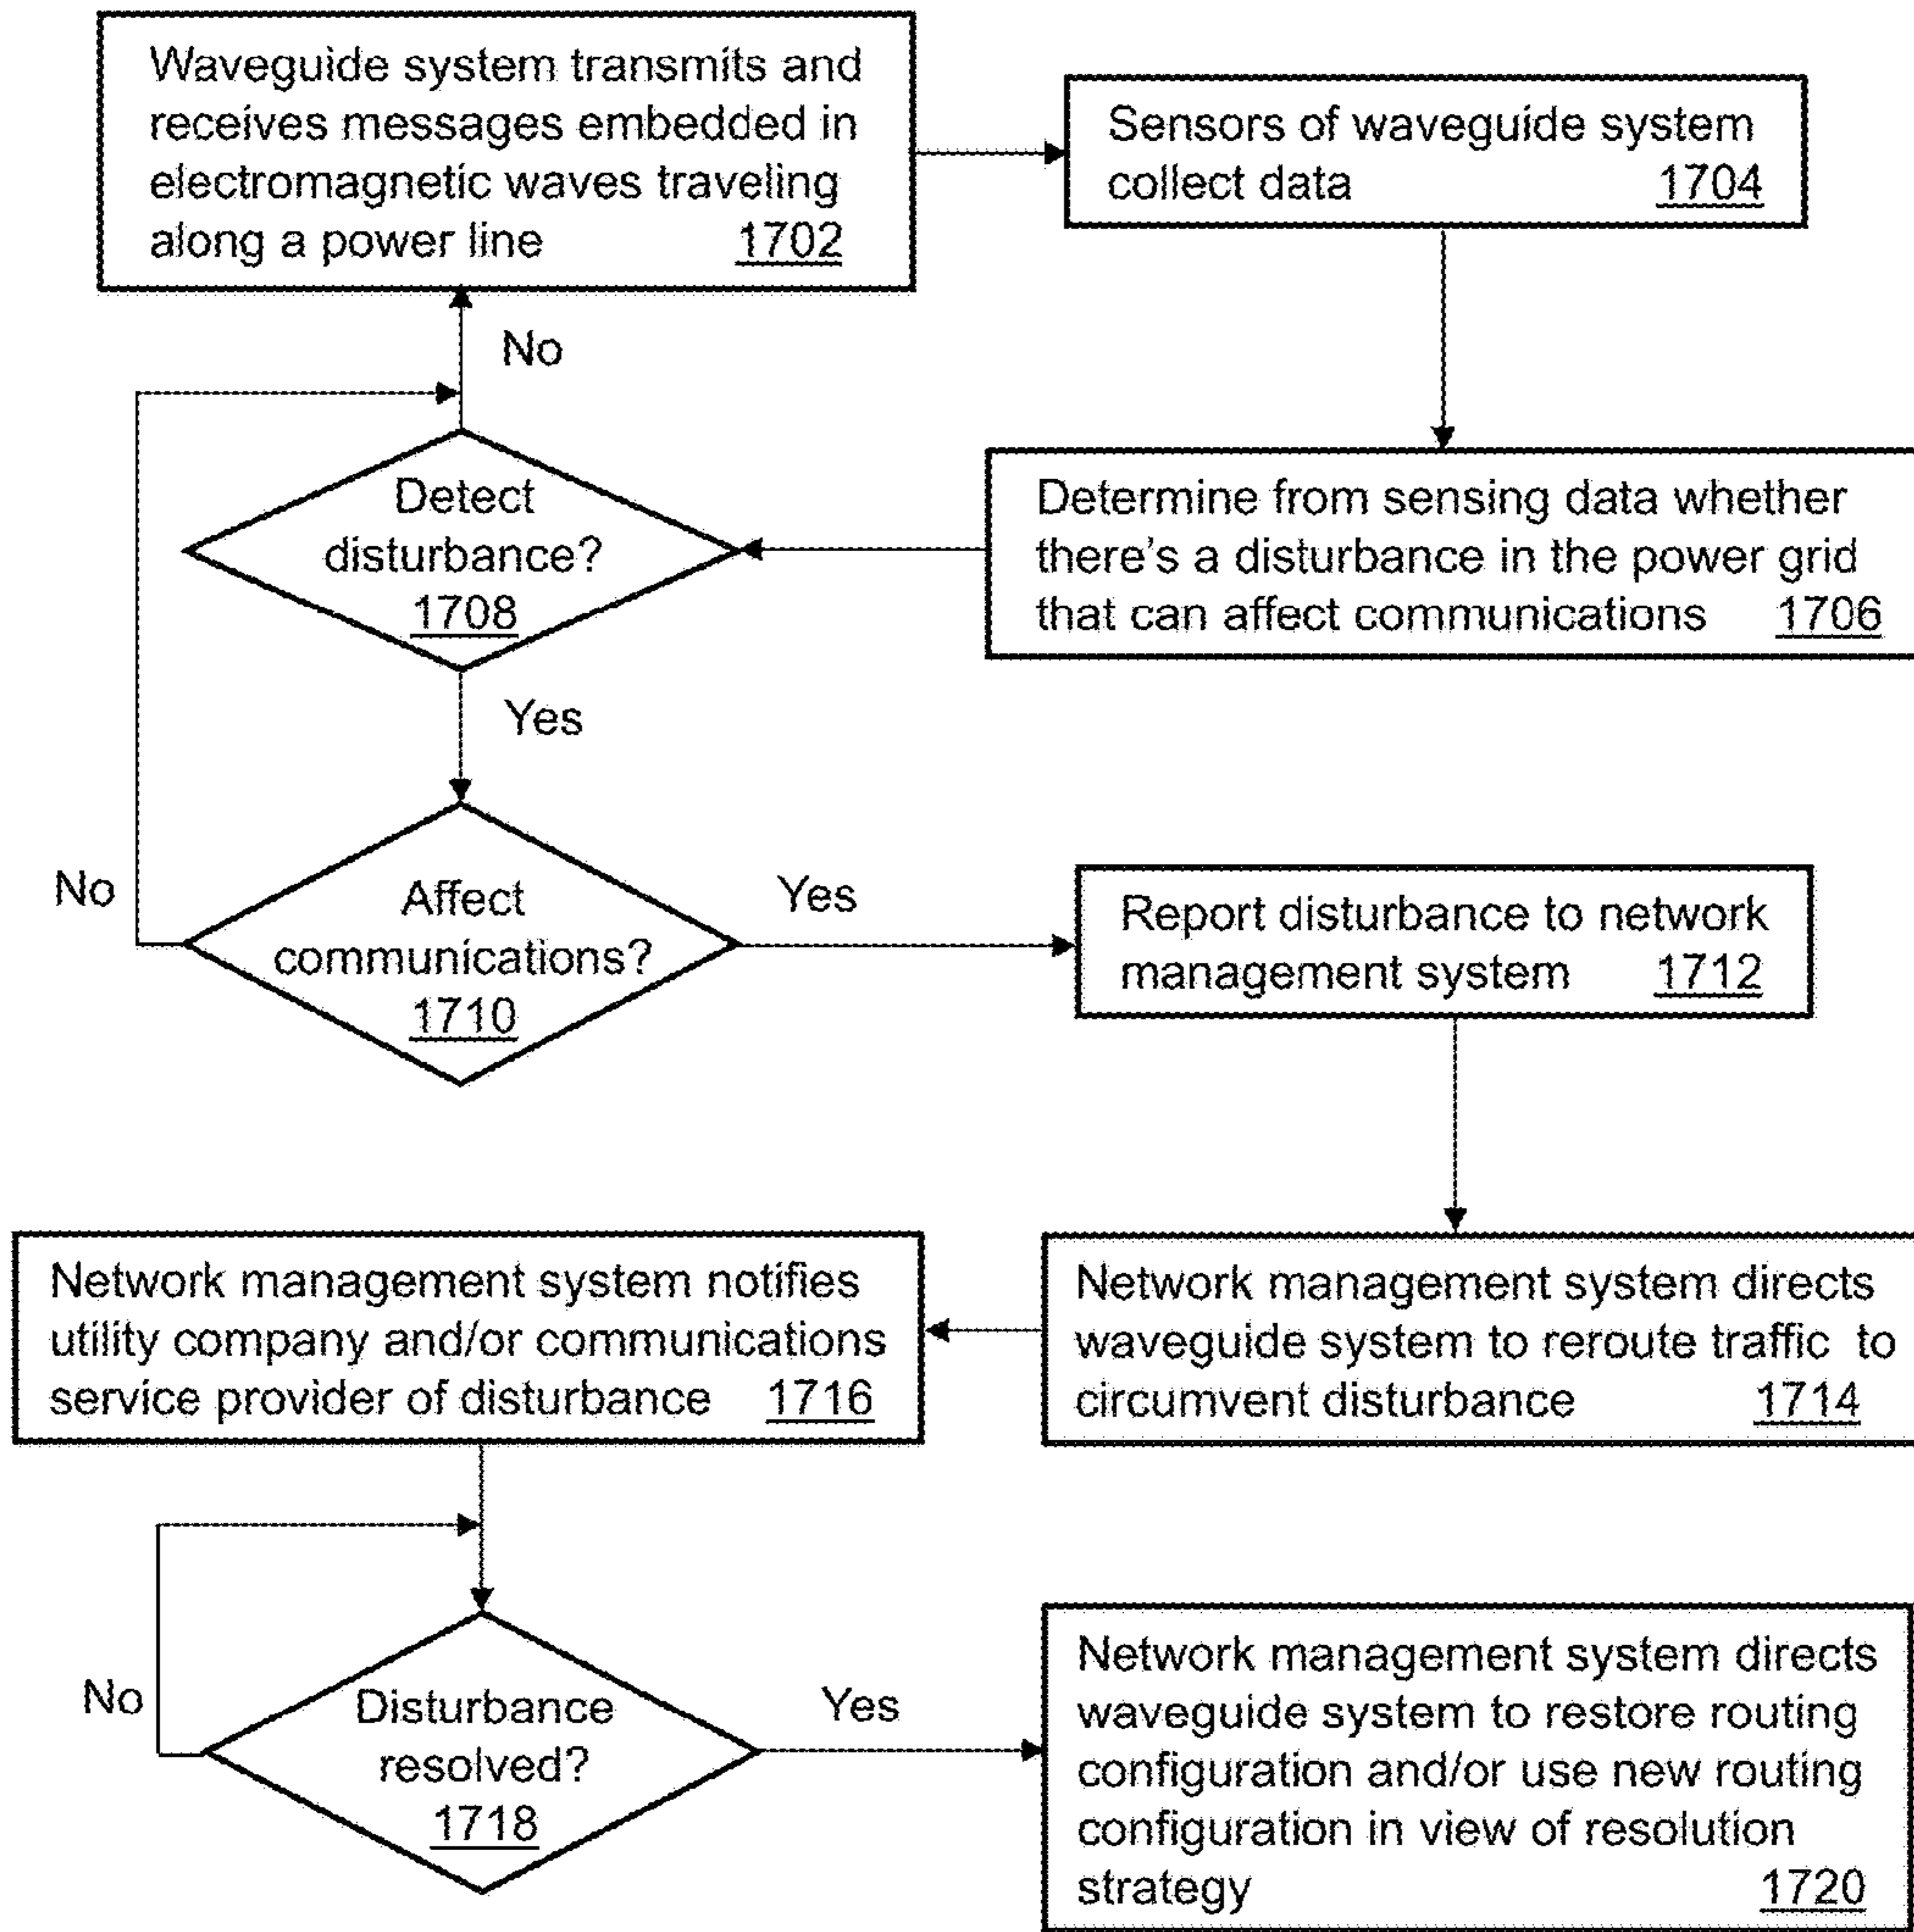 Waveguide system transmits and
receives messages embedded in
electromagnetic waves traveling
along a power line 1702
Sensors of waveguide system
collect data 1704
No
Detect
disturbance?
1708
Determine from sensing data whether
there's a disturbance in the power grid
that can affect communications 1706
Yes
No
Affect
communications?
1710
Yes
Report disturbance to network
management system 1712
Network management system notifies
utility company and/or communications
service provider of disturbance 1716
Network management system directs
waveguide system to reroute traffic to
circumvent disturbance 1714
No
Disturbance
resolved?
1718
Yes
Network management system directs
waveguide system to restore routing
configuration and/or use new routing
configuration in view of resolution
strategy 1720